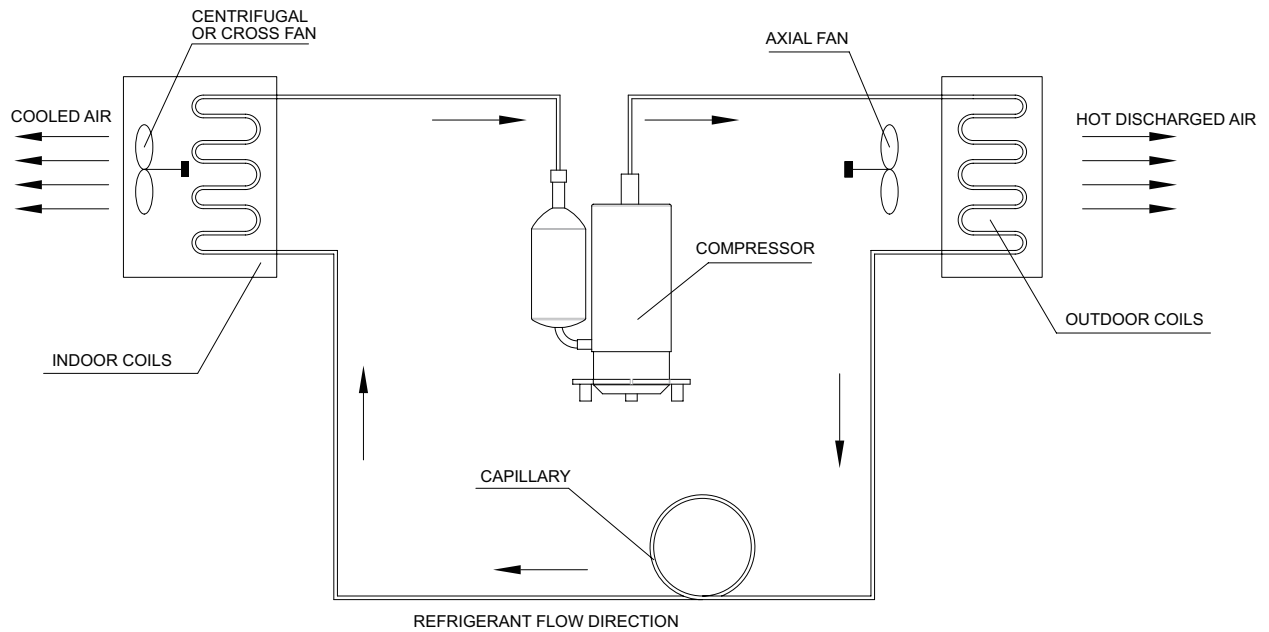 CENTRIFUGAL
OR CROSS FAN
AXIAL FAN
COOLED AIR
HOT DISCHARGED AIR
COMPRESSOR
OUTDOOR COILS
INDOOR COILS
CAPILLARY
REFRIGERANT FLOW DIRECTION